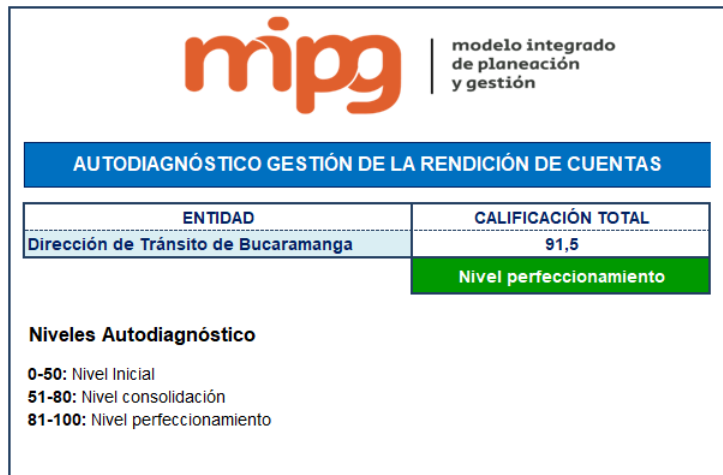 mipg
modelo integrado
de planeación
y gestión
AUTODIAGNÓSTICO GESTIÓN DE LA RENDICIÓN DE CUENTAS
ENTIDAD CALIFICACIÓN TOTAL
Dirección de Tránsito de Bucaramanga 91,5
Nivel perfeccionamiento
Niveles Autodiagnóstico
0-50: Nivel Inicial
51-80: Nivel consolidación
81-100: Nivel perfeccionamiento